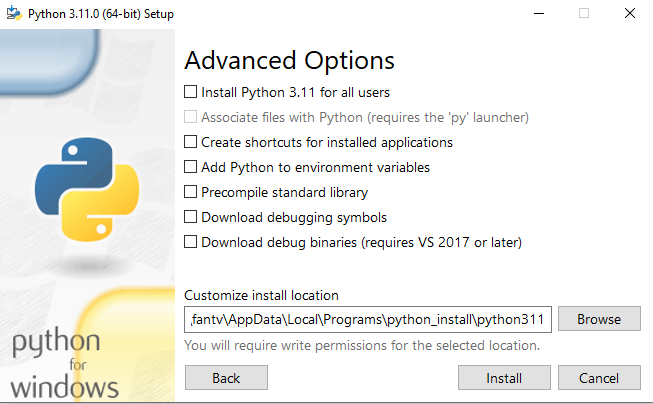 Python 3.11.0 (64-bit) Setup
Advanced Options
Install Python 3.11 for all users
Associate files with Python (requires the 'py' launcher)
Create shortcuts for installed applications
Add Python to environment variables
Precompile standard library
Download debugging symbols
Download debug binaries (requires VS 2017 or later)
Customize install location
fantv\AppData\Local\Programs\python_install\python311
Browse
You will require write permissions for the selected location.
python
for
windows
Back
Install
Cancel